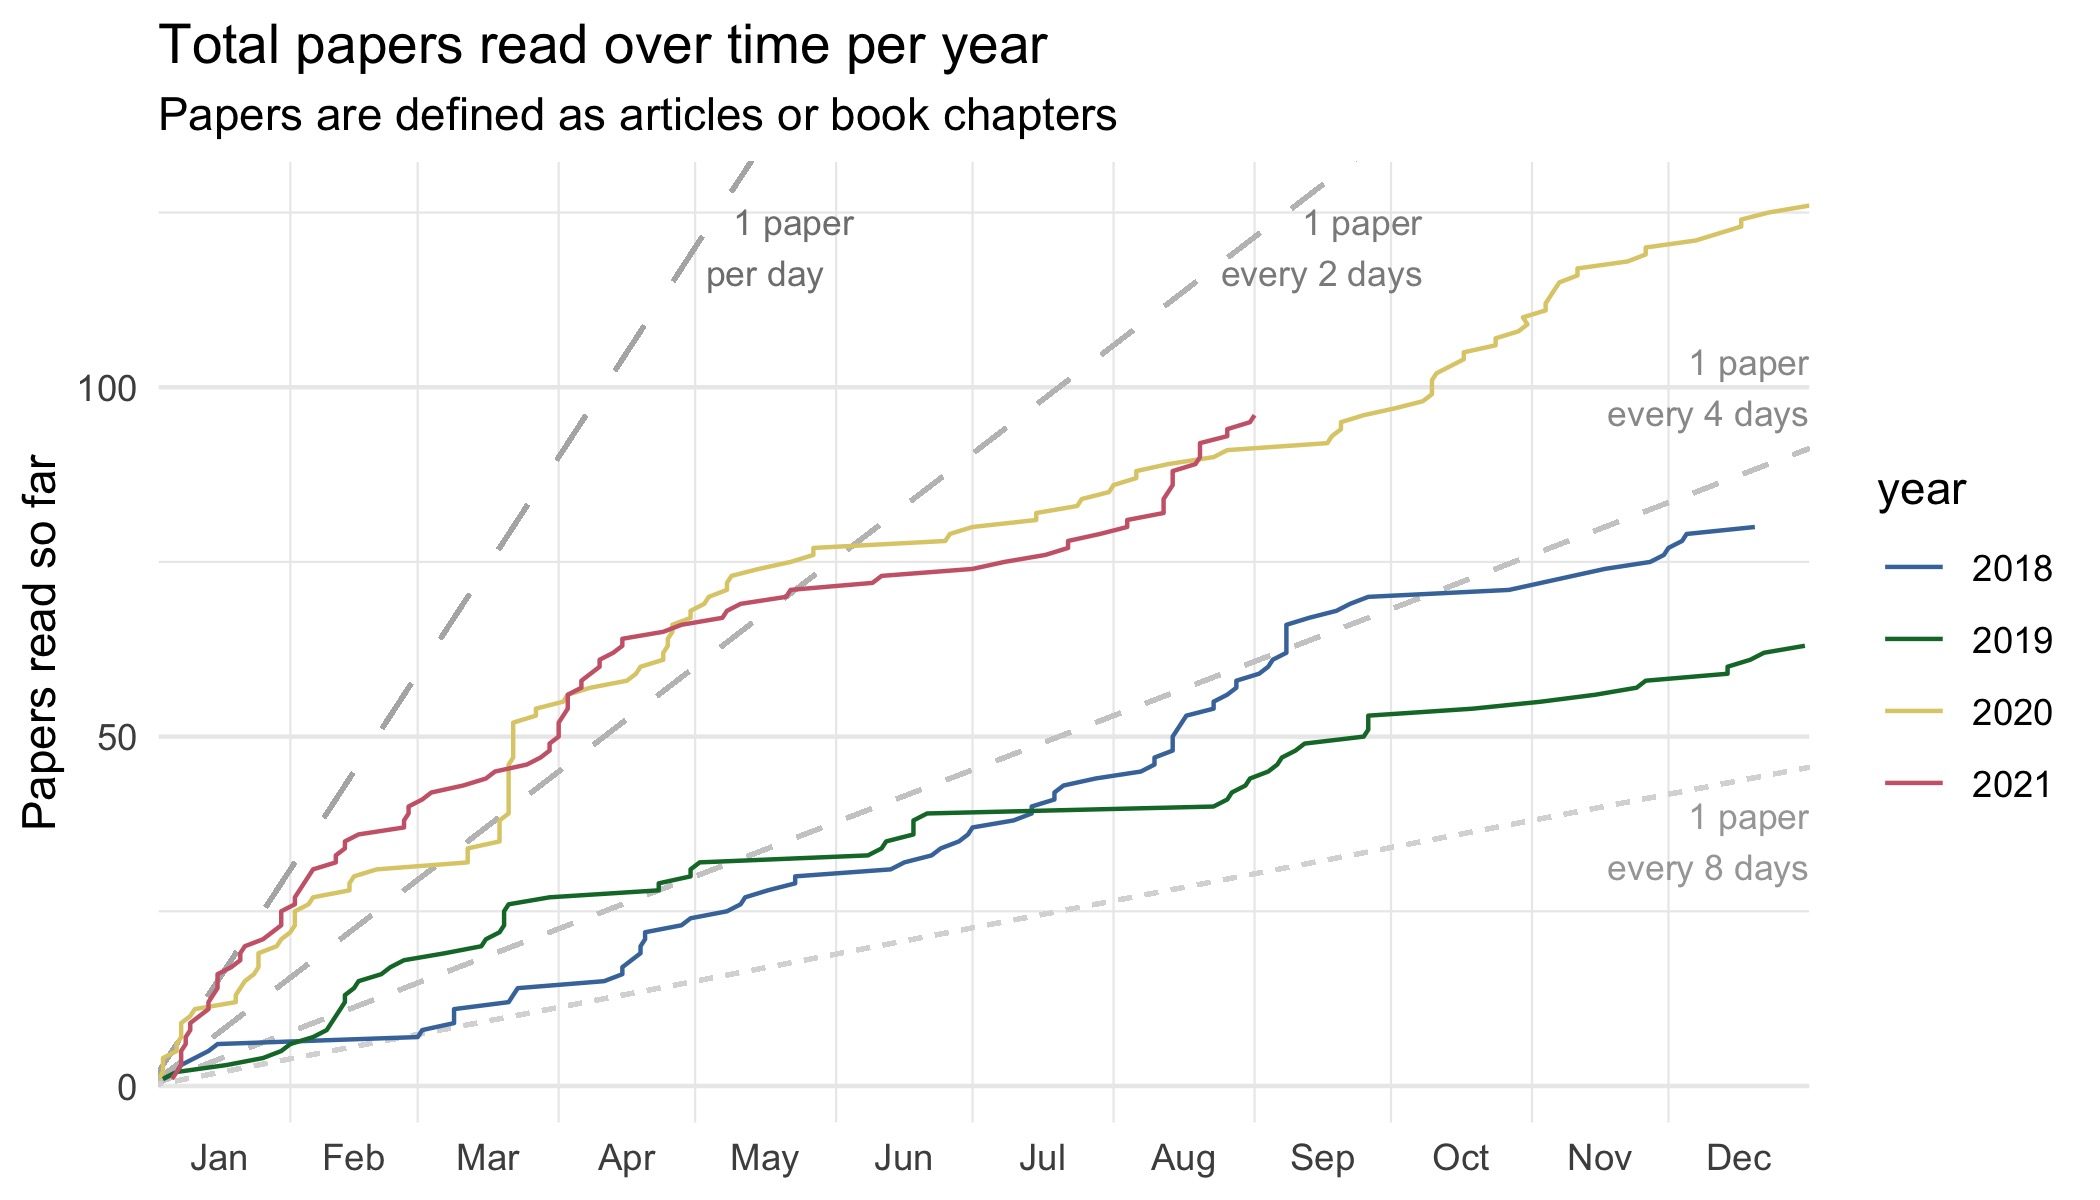 Total papers read over time per year
Papers are defined as articles or book chapters
1 paper
per day
1 paper
every 2 days
1 paper
every 4 days
1 paper
every 8 days
Papers read so far
100
50
0
Jan Feb Mar Apr May Jun Jul Aug Sep Oct Nov Dec
year
2018
2019
2020
2021